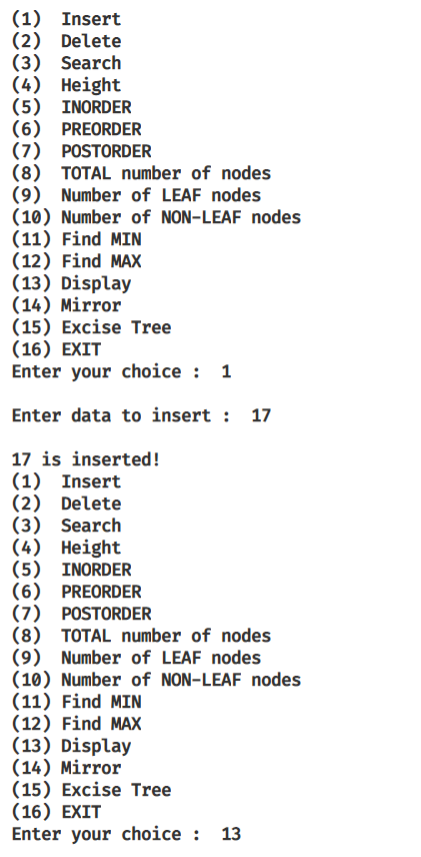 (1)  Insert
(2)  Delete
(3)  Search
(4)  Height
(5)  INORDER
(6)  PREORDER
(7)  POSTORDER
(8)  TOTAL number of nodes
(9)  Number of LEAF nodes
(10) Number of NON-LEAF nodes
(11) Find MIN
(12) Find MAX
(13) Display
(14) Mirror
(15) Excise Tree
(16) EXIT
Enter your choice :  1
Enter data to insert :  17
17 is inserted!
(1)  Insert
(2)  Delete
(3)  Search
(4)  Height
(5)  INORDER
(6)  PREORDER
(7)  POSTORDER
(8)  TOTAL number of nodes
(9)  Number of LEAF nodes
(10) Number of NON-LEAF nodes
(11) Find MIN
(12) Find MAX
(13) Display
(14) Mirror
(15) Excise Tree
(16) EXIT
Enter your choice :  13